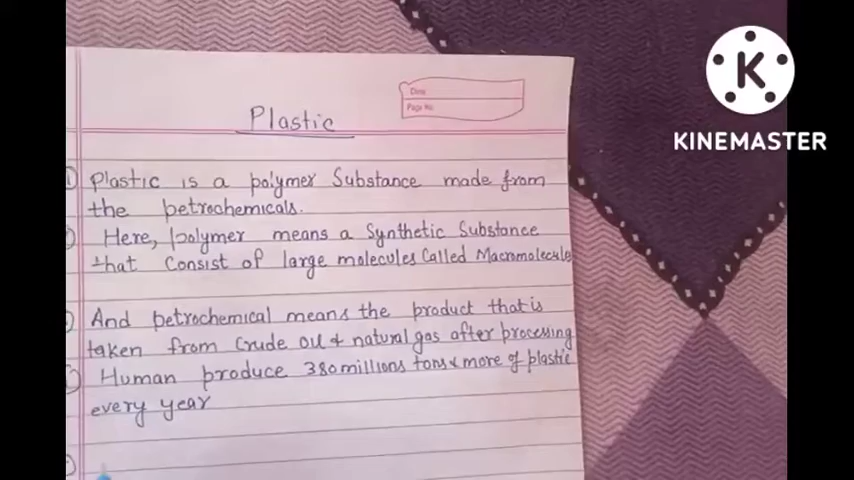 K
KINEMASTER
Date
Page No.
Plastic
Plastic is a polymer Substance made from
the petrochemicals.
Here, polymer means a Synthetic Substance
that Consist of large molecules Called Macromolecule
And petrochemical means the product that is
taken from Crude Oil & natural gas after processing
Human produce 380 millions tons & more of plastic
every year